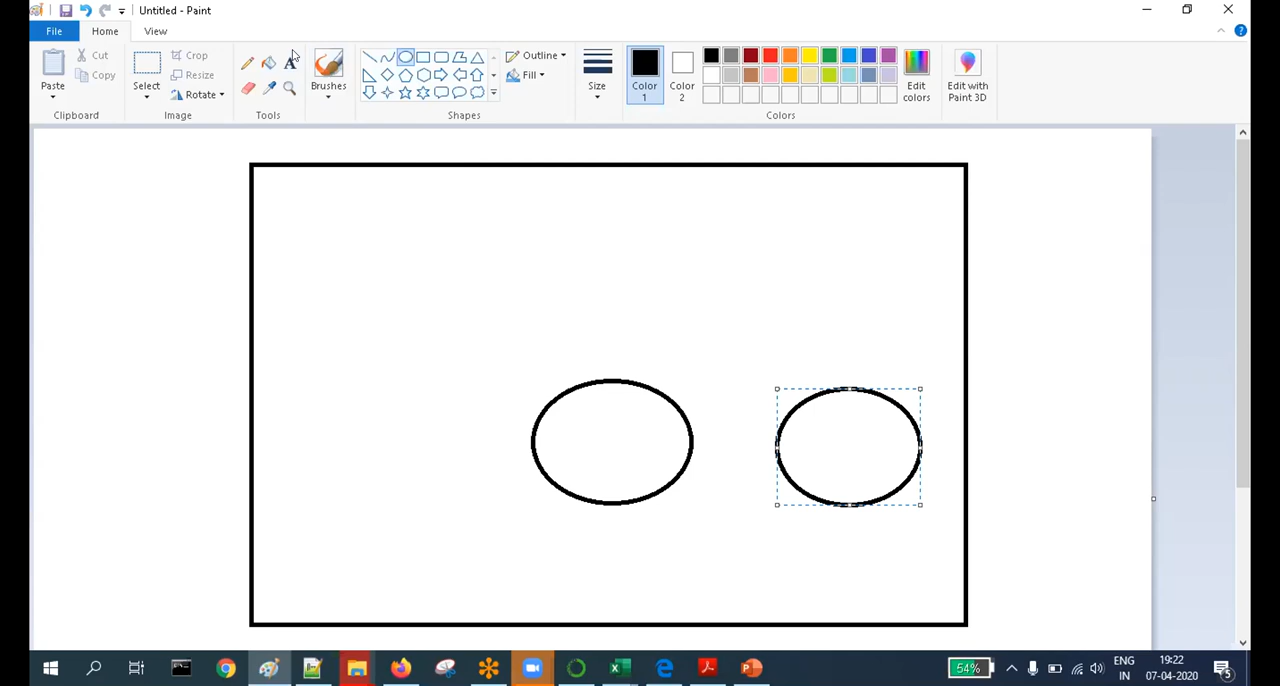 Untitled - Paint
File Home View
Paste
Cut
Copy
Clipboard
Select
Crop
Resize
Rotate
Image
A
Tools
Brushes
Shapes
Outline
Fill
Size
Color 1
Color 2
Edit colors
Colors
Edit with Paint 3D
54%
ENG
IN
19:22
07-04-2020
5